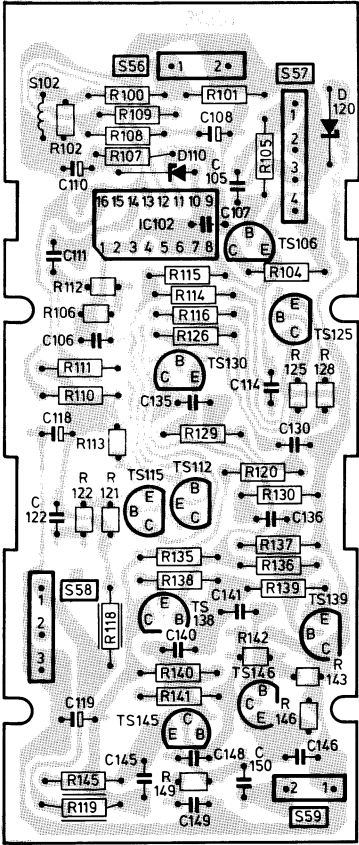 S56
1 2
S57
S102
R100
R101
D
120
R109
C108
1
R108
R105
2
R102
R107
D110
C
105
3
C110
4
16 15 14 13 12 11 10 9
IC102
C107
1 2 3 4 5 6 7 8
B
C E
TS106
C111
R115
R104
R112
R114
E
B
C
TS125
R106
R116
C106
R126
B
C E
TS130
R
125
R
128
R111
C114
R110
C135
C118
R113
R129
C130
TS115
TS112
R120
R
122
R
121
E
B
C
E
B
C
R130
C
122
C136
R135
R137
R136
S58
R138
R139
1
2
3
R118
C
E B
TS
138
C141
TS139
E
C
B
C140
R142
R140
R
143
R141
TS146
C119
TS145
C
E B
B
C
E
R
146
C145
C148
C
150
C146
R145
R
149
2 1
R119
C149
S59